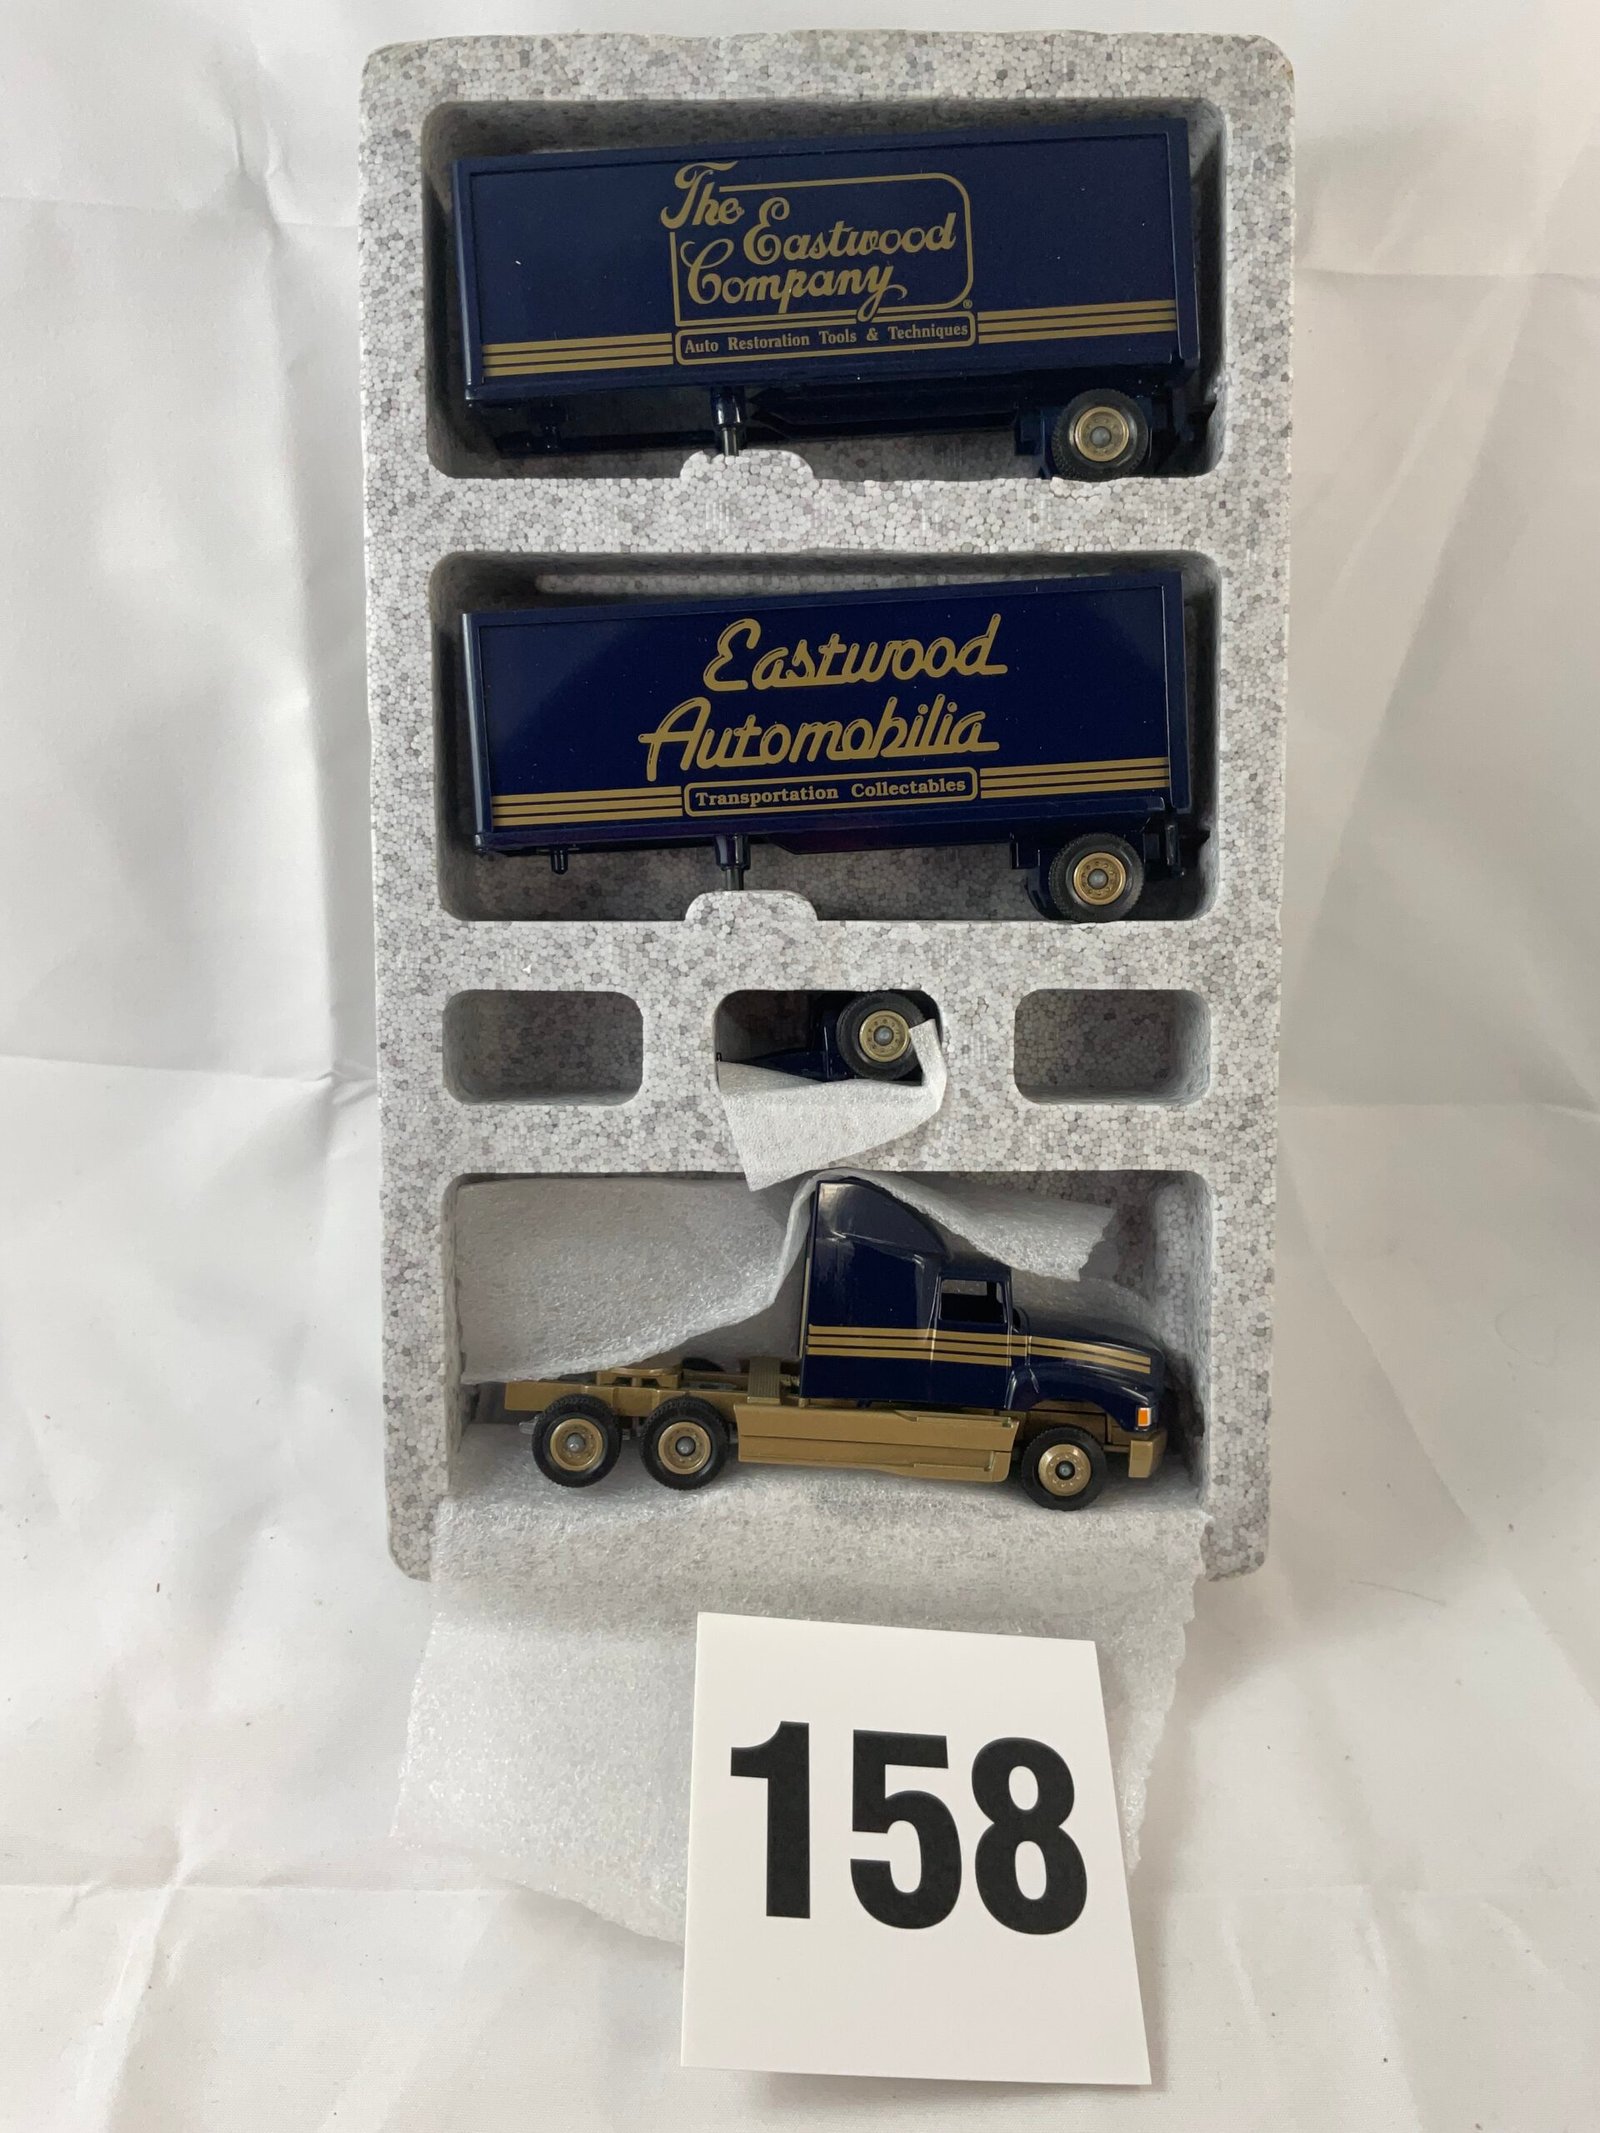 The
Eastwood
Company
®
Auto Restoration Tools & Techniques
Eastwood
Automobilia
Transportation Collectables
158